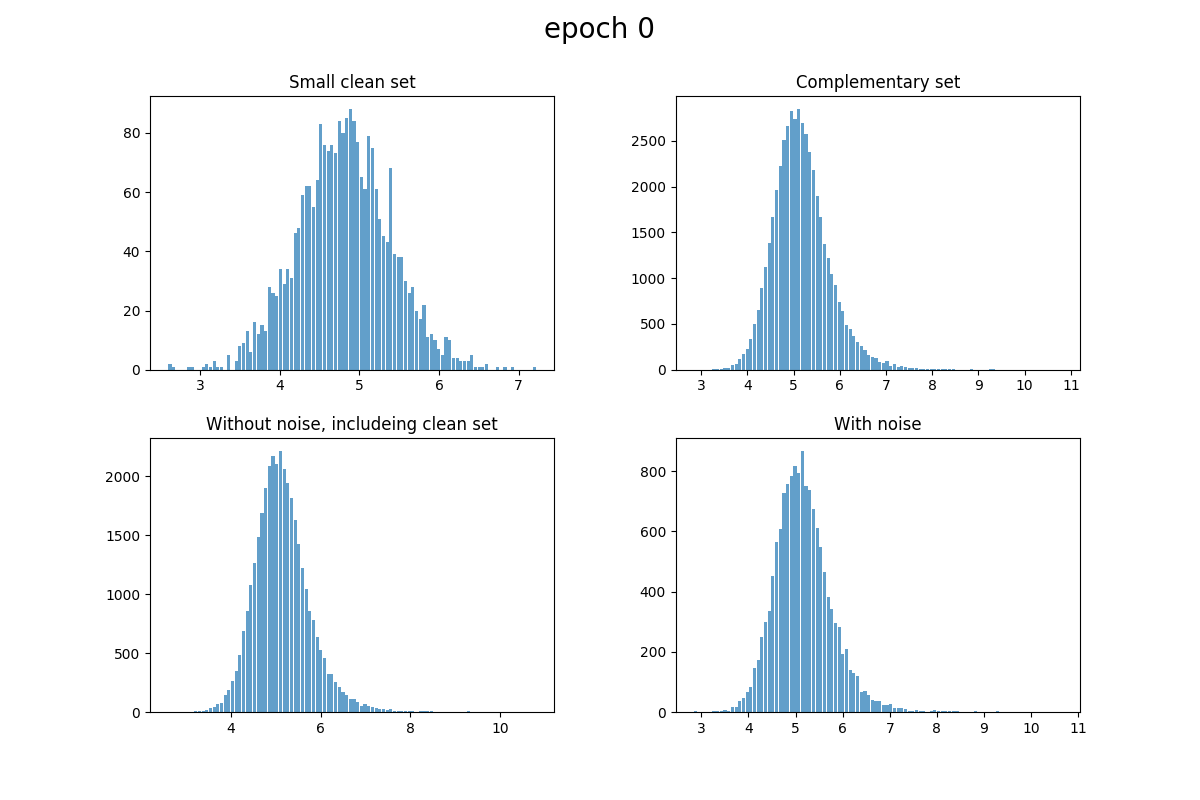 epoch 0
Small clean set
80
60
40
20
0
3 4 5 6 7
Complementary set
2500
2000
1500
1000
500
0
3 4 5 6 7 8 9 10 11
Without noise, includeing clean set
2000
1500
1000
500
0
4 6 8 10
With noise
800
600
400
200
0
3 4 5 6 7 8 9 10 11